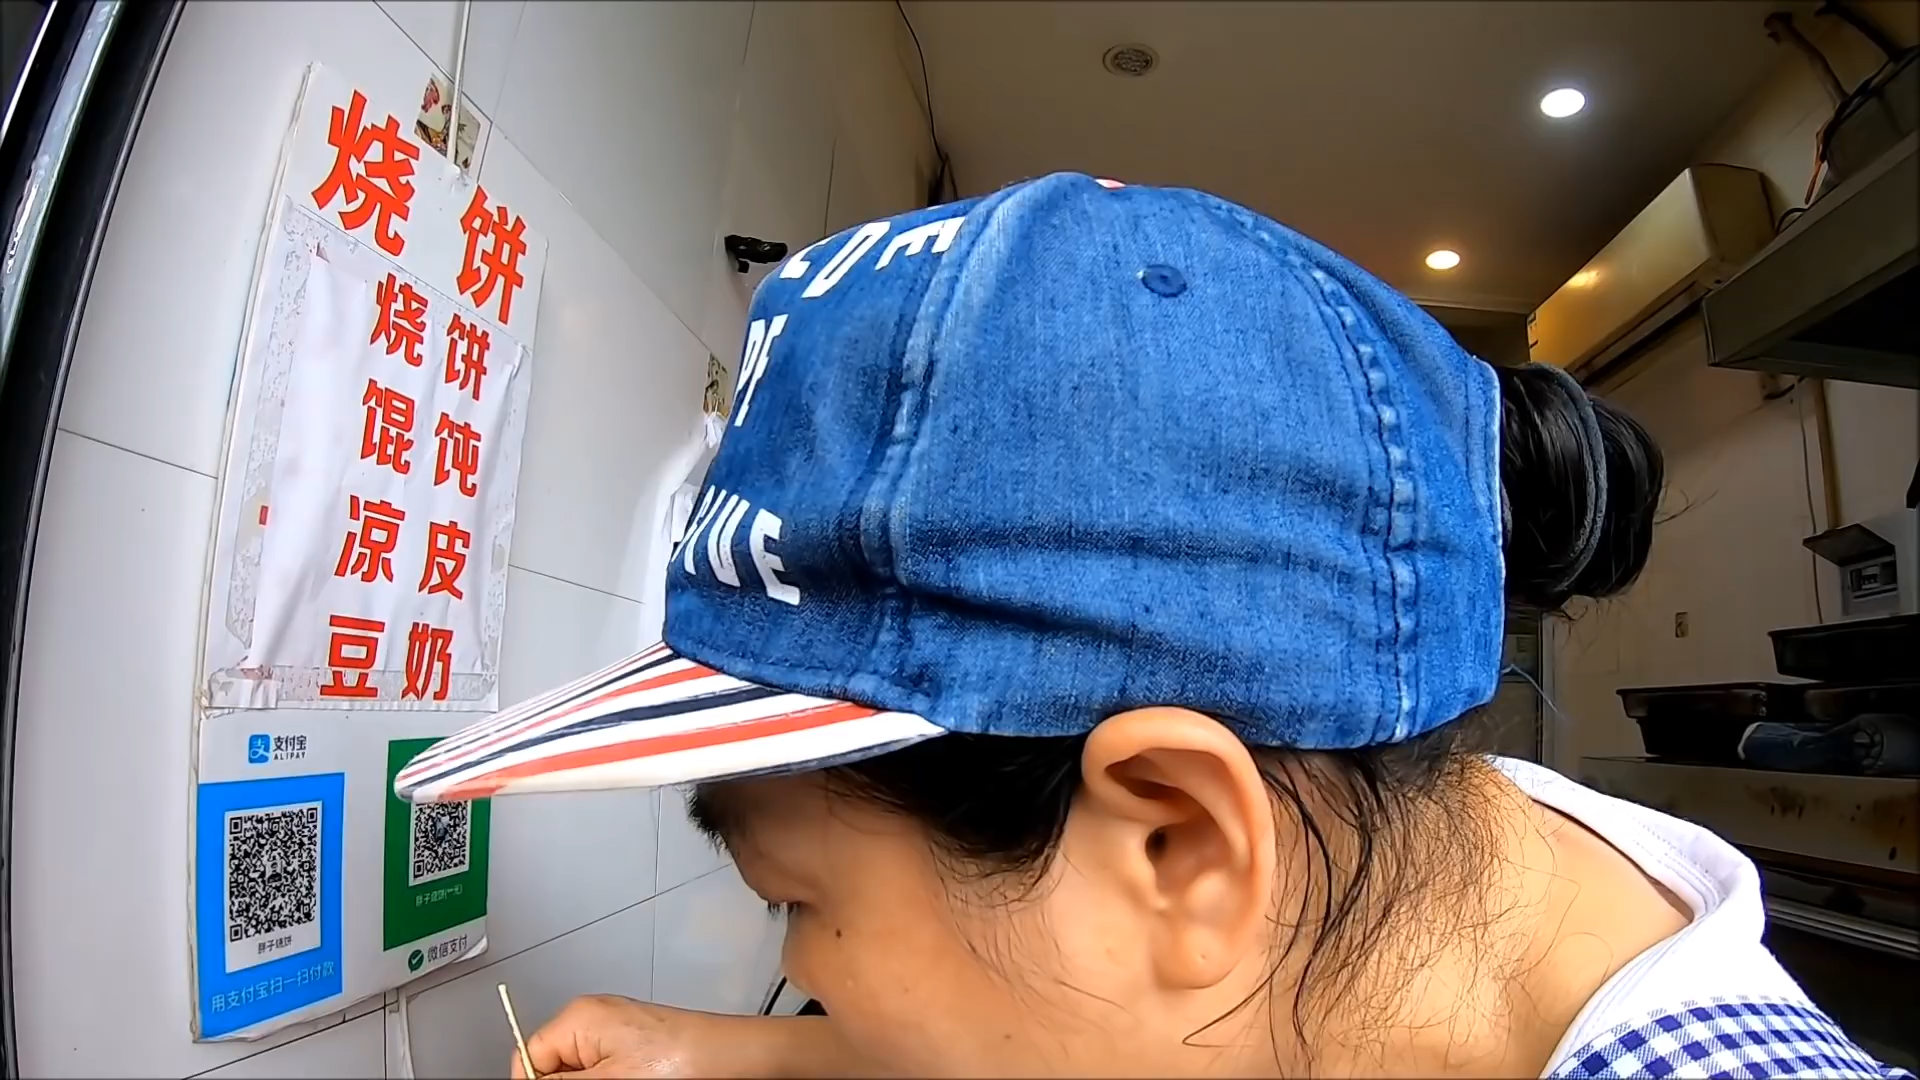 烧饼
烧饼
馄饨
凉皮
豆奶
支付宝
ALIPAY
胖子烧饼
用支付宝扫一扫付款
微信支付